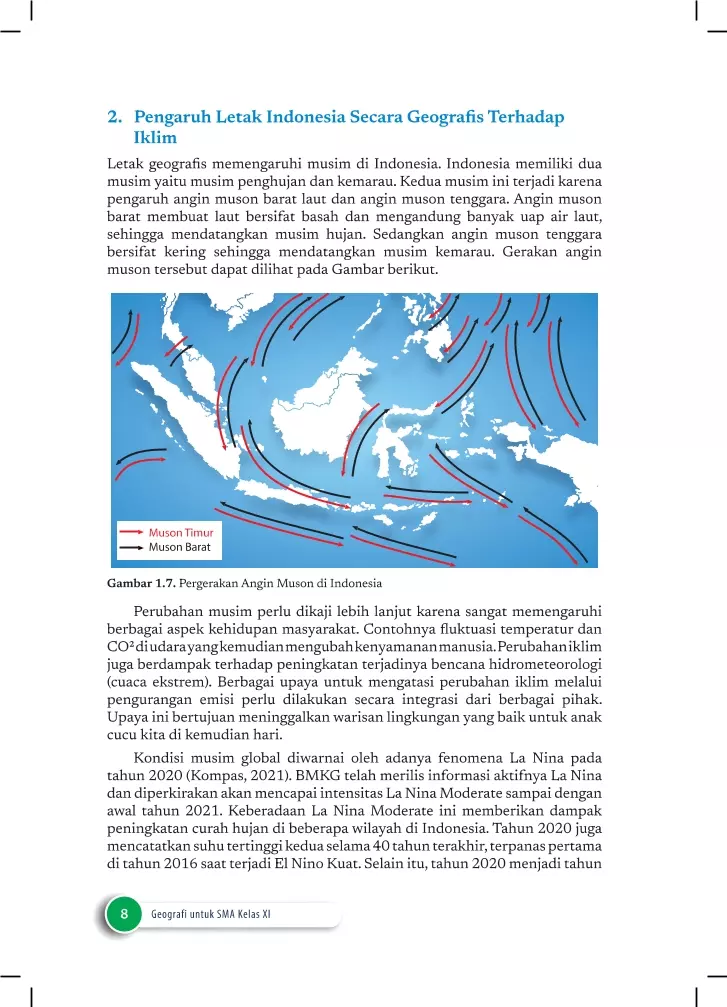 2. Pengaruh Letak Indonesia Secara Geografis Terhadap
Iklim
Letak geografis memengaruhi musim di Indonesia. Indonesia memiliki dua
musim yaitu musim penghujan dan kemarau. Kedua musim ini terjadi karena
pengaruh angin muson barat laut dan angin muson tenggara. Angin muson
barat membuat laut bersifat basah dan mengandung banyak uap air laut,
sehingga mendatangkan musim hujan. Sedangkan angin muson tenggara
bersifat kering sehingga mendatangkan musim kemarau. Gerakan angin
muson tersebut dapat dilihat pada Gambar berikut.
Muson Timur
Muson Barat
Gambar 1.7. Pergerakan Angin Muson di Indonesia
Perubahan musim perlu dikaji lebih lanjut karena sangat memengaruhi
berbagai aspek kehidupan masyarakat. Contohnya fluktuasi temperatur dan
CO² di udara yang kemudian mengubah kenyamanan manusia. Perubahan iklim
juga berdampak terhadap peningkatan terjadinya bencana hidrometeorologi
(cuaca ekstrem). Berbagai upaya untuk mengatasi perubahan iklim melalui
pengurangan emisi perlu dilakukan secara integrasi dari berbagai pihak.
Upaya ini bertujuan meninggalkan warisan lingkungan yang baik untuk anak
cucu kita di kemudian hari.
Kondisi musim global diwarnai oleh adanya fenomena La Nina pada
tahun 2020 (Kompas, 2021). BMKG telah merilis informasi aktifnya La Nina
dan diperkirakan akan mencapai intensitas La Nina Moderate sampai dengan
awal tahun 2021. Keberadaan La Nina Moderate ini memberikan dampak
peningkatan curah hujan di beberapa wilayah di Indonesia. Tahun 2020 juga
mencatatkan suhu tertinggi kedua selama 40 tahun terakhir, terpanas pertama
di tahun 2016 saat terjadi El Nino Kuat. Selain itu, tahun 2020 menjadi tahun
8 Geografi untuk SMA Kelas XI